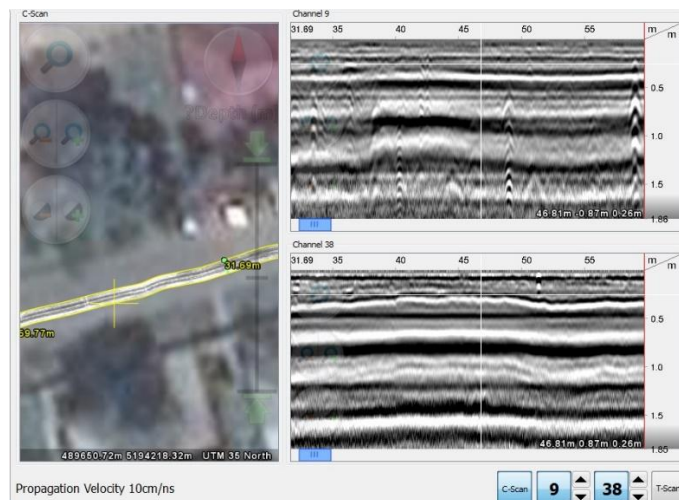 C-Scan
31.69m
59.77m
489650.72m 5194218.32m UTM 35 North
Channel 9
31.69 35 40 45 50 55 m
m
0.5
1.0
1.5
1.86
46.81m -0.87m 0.26m
Channel 38
31.69 35 40 45 50 55 m
m
0.5
1.0
1.5
1.86
46.81m 0.87m 0.26m
Propagation Velocity 10cm/ns
C-Scan 9 38 T-Scan